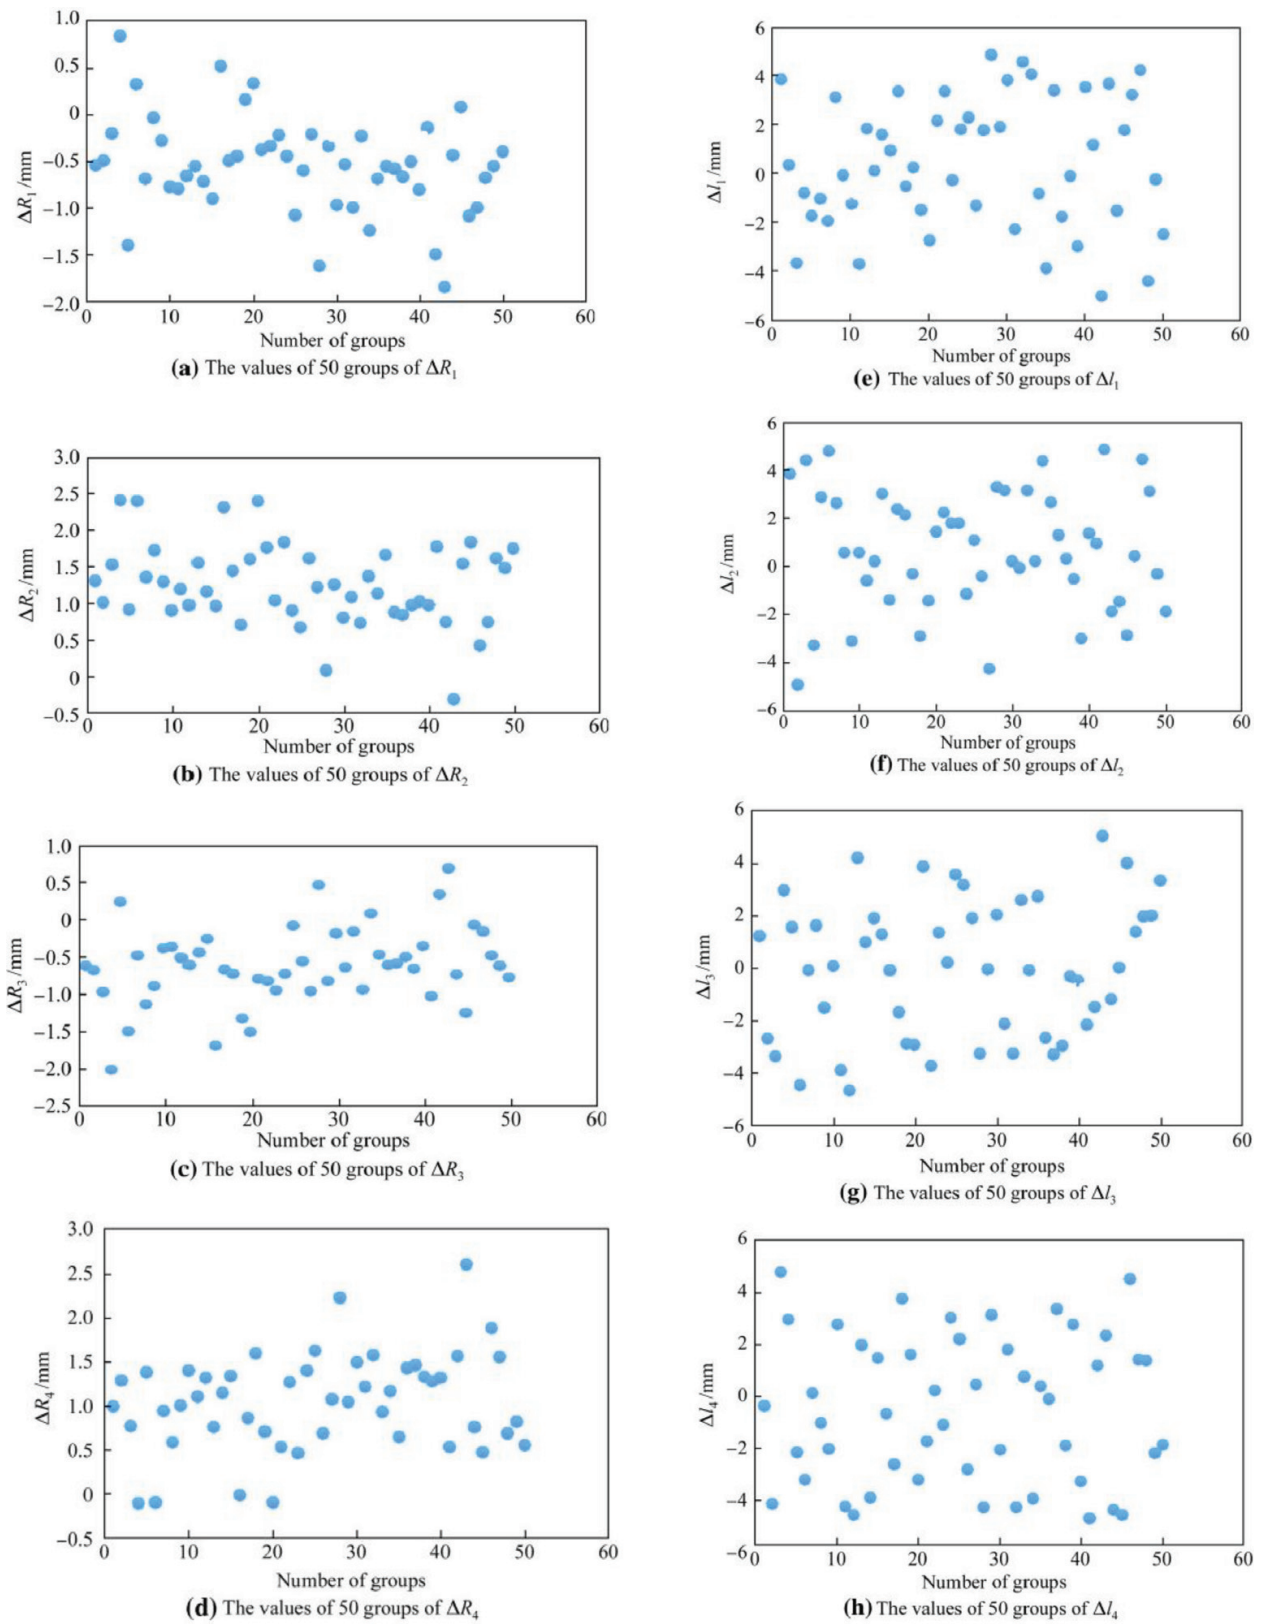 1.0
0.5
0
−0.5
−1.0
−1.5
−2.0
ΔR1/mm
0 10 20 30 40 50 60
Number of groups
(a) The values of 50 groups of ΔR1
3.0
2.5
2.0
1.5
1.0
0.5
0
−0.5
ΔR2/mm
0 10 20 30 40 50 60
Number of groups
(b) The values of 50 groups of ΔR2
1.0
0.5
0
−0.5
−1.0
−1.5
−2.0
−2.5
ΔR3/mm
0 10 20 30 40 50 60
Number of groups
(c) The values of 50 groups of ΔR3
3.0
2.5
2.0
1.5
1.0
0.5
0
−0.5
ΔR4/mm
0 10 20 30 40 50 60
Number of groups
(d) The values of 50 groups of ΔR4
6
4
2
0
−2
−4
−6
Δl1/mm
0 10 20 30 40 50 60
Number of groups
(e) The values of 50 groups of Δl1
6
4
2
0
−2
−4
−6
Δl2/mm
0 10 20 30 40 50 60
Number of groups
(f) The values of 50 groups of Δl2
6
4
2
0
−2
−4
−6
Δl3/mm
0 10 20 30 40 50 60
Number of groups
(g) The values of 50 groups of Δl3
6
4
2
0
−2
−4
−6
Δl4/mm
0 10 20 30 40 50 60
Number of groups
(h) The values of 50 groups of Δl4